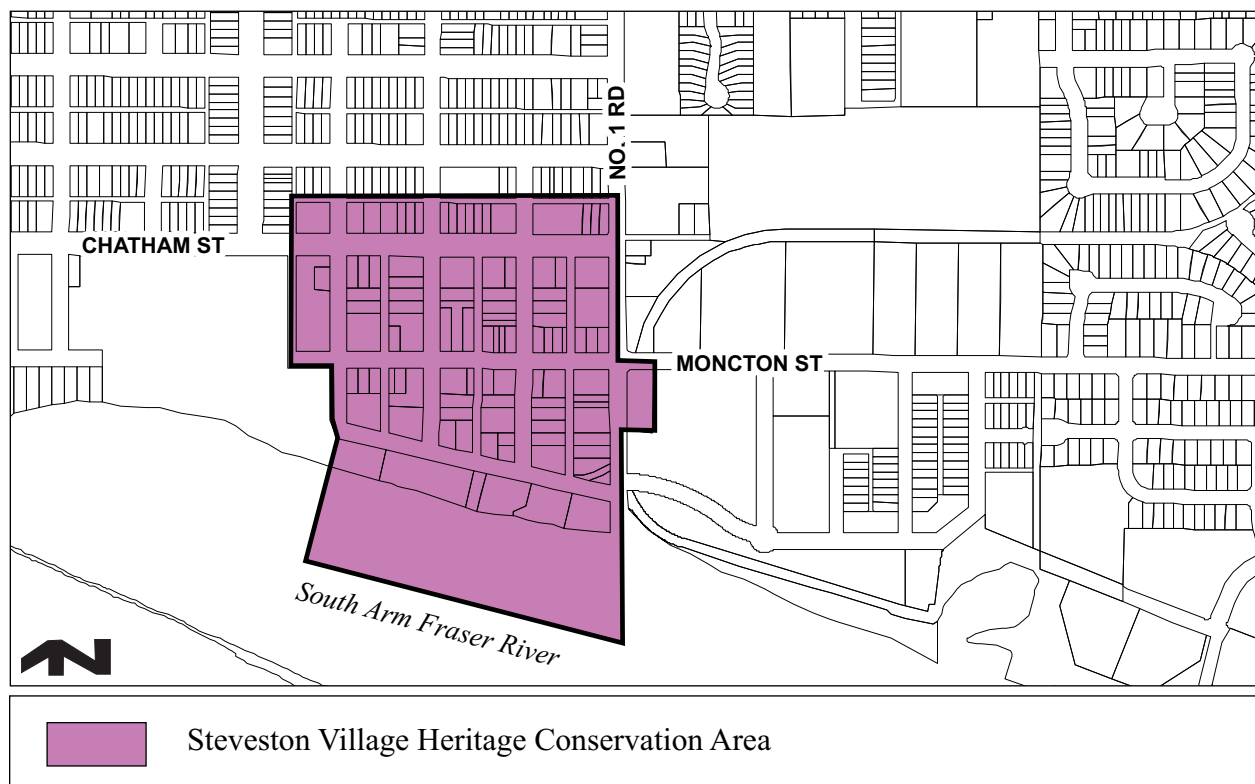 NO. 1 RD
CHATHAM ST
MONCTON ST
South Arm Fraser River
N
Steveston Village Heritage Conservation Area